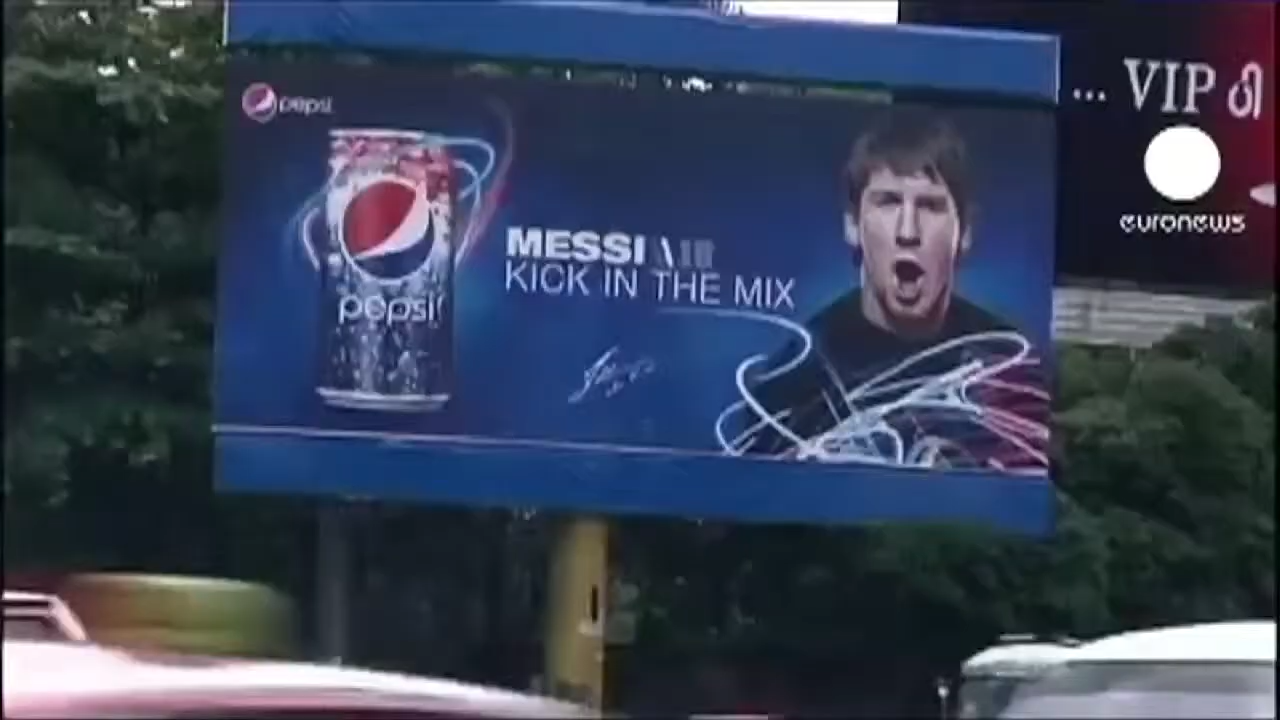 pepsi
pepsi
MESSI
KICK IN THE MIX
... VIP
euronews